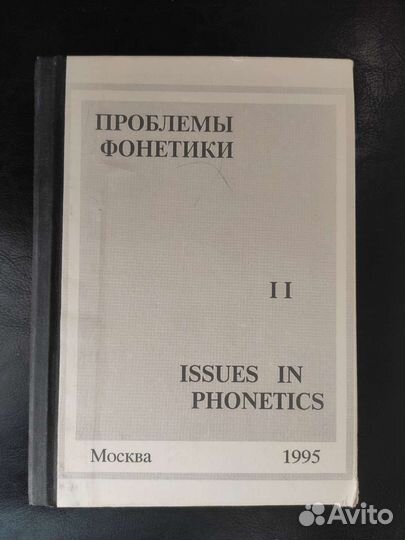 ПРОБЛЕМЫ
ФОНЕТИКИ
II
ISSUES IN
PHONETICS
Москва 1995
Avito